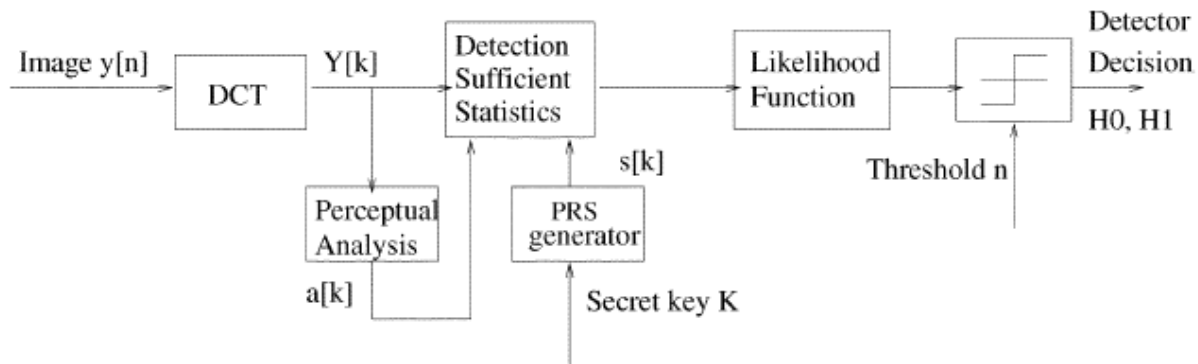 Image y[n]
DCT
Y[k]
Detection
Sufficient
Statistics
Likelihood
Function
Detector
Decision
H0, H1
Threshold n
Perceptual
Analysis
a[k]
s[k]
PRS
generator
Secret key K